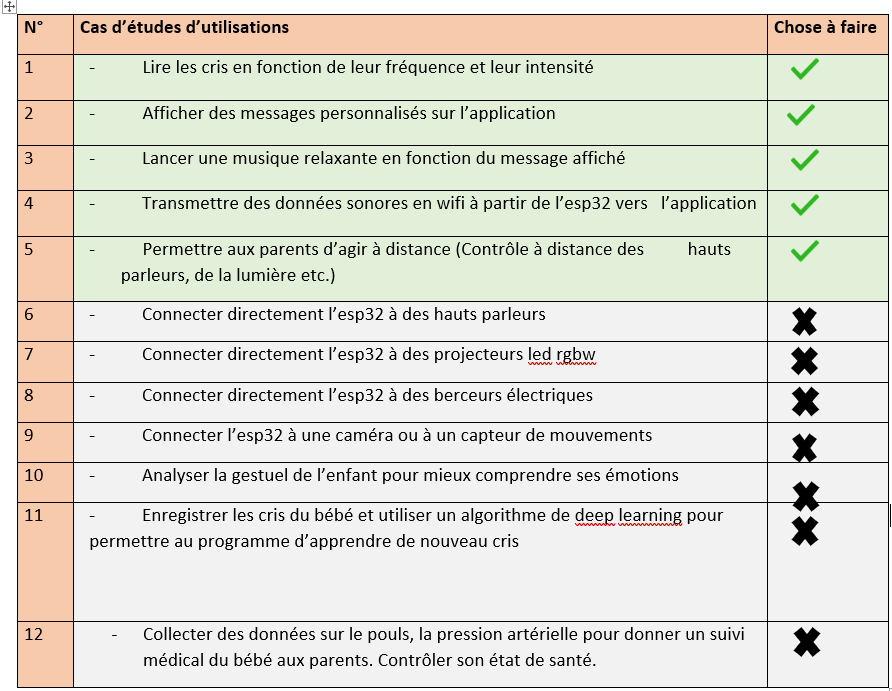 N° Cas d’études d’utilisations Chose à faire
1 - Lire les cris en fonction de leur fréquence et leur intensité
2 - Afficher des messages personnalisés sur l’application
3 - Lancer une musique relaxante en fonction du message affiché
4 - Transmettre des données sonores en wifi à partir de l’esp32 vers l’application
5 - Permettre aux parents d’agir à distance (Contrôle à distance des hauts
parleurs, de la lumière etc.)
6 - Connecter directement l’esp32 à des hauts parleurs
7 - Connecter directement l’esp32 à des projecteurs led rgbw
8 - Connecter directement l’esp32 à des berceurs électriques
9 - Connecter l’esp32 à une caméra ou à un capteur de mouvements
10 - Analyser la gestuel de l’enfant pour mieux comprendre ses émotions
11 - Enregistrer les cris du bébé et utiliser un algorithme de deep learning pour
permettre au programme d’apprendre de nouveau cris
12 - Collecter des données sur le pouls, la pression artérielle pour donner un suivi
médical du bébé aux parents. Contrôler son état de santé.